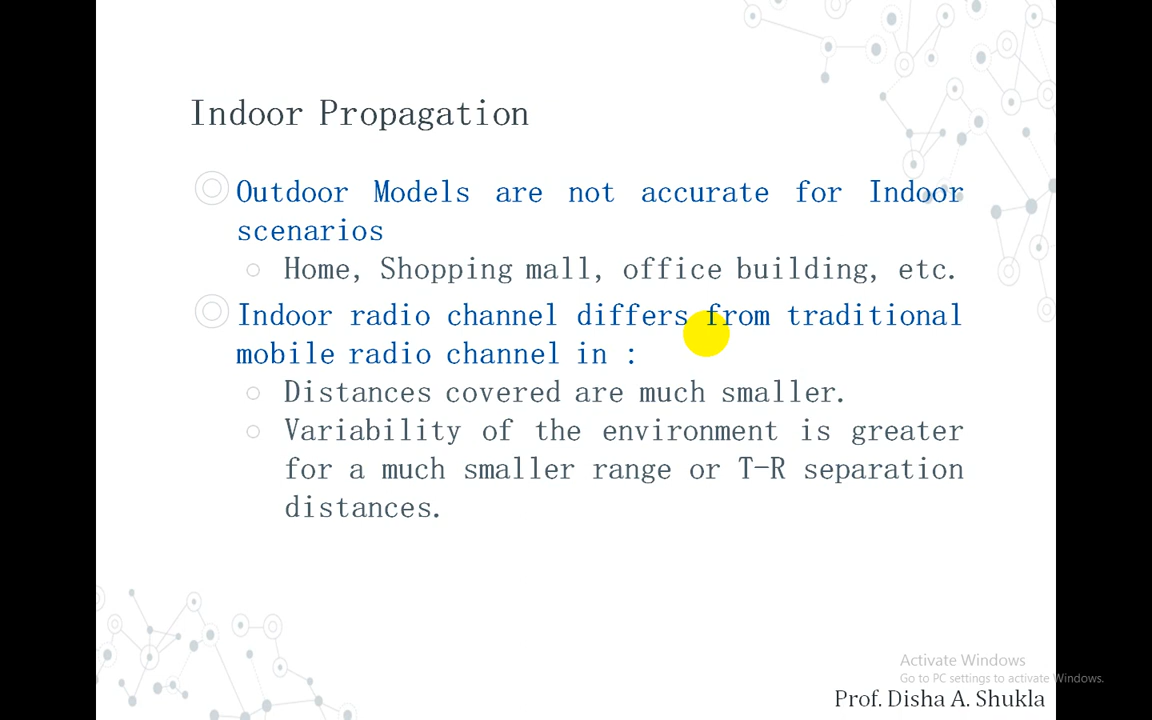 Indoor Propagation
Outdoor Models are not accurate for Indoor
scenarios
Home, Shopping mall, office building, etc.
Indoor radio channel differs from traditional
mobile radio channel in :
Distances covered are much smaller.
Variability of the environment is greater
for a much smaller range or T-R separation
distances.
Activate Windows
Go to PC settings to activate Windows.
Prof. Disha A. Shukla